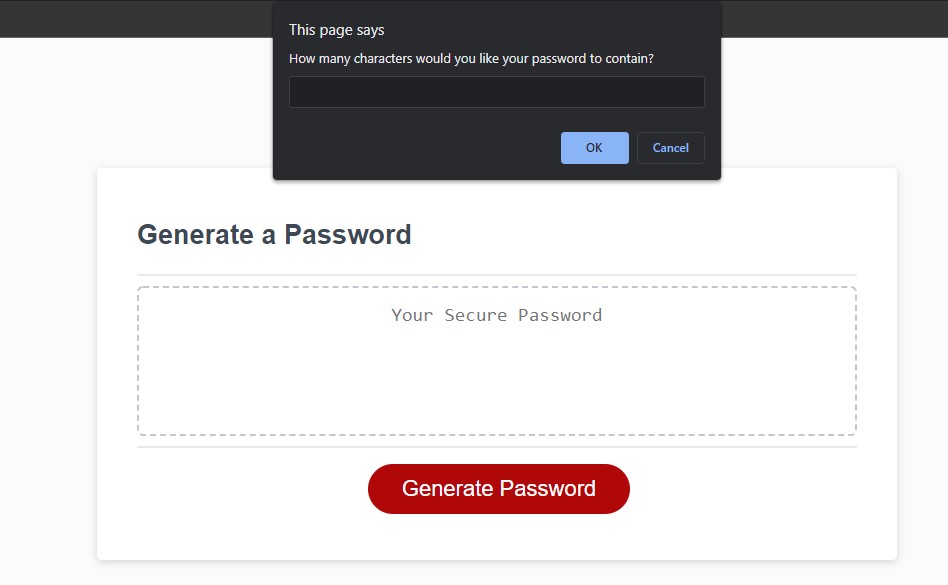 This page says
How many characters would you like your password to contain?
OK
Cancel
Generate a Password
Your Secure Password
Generate Password